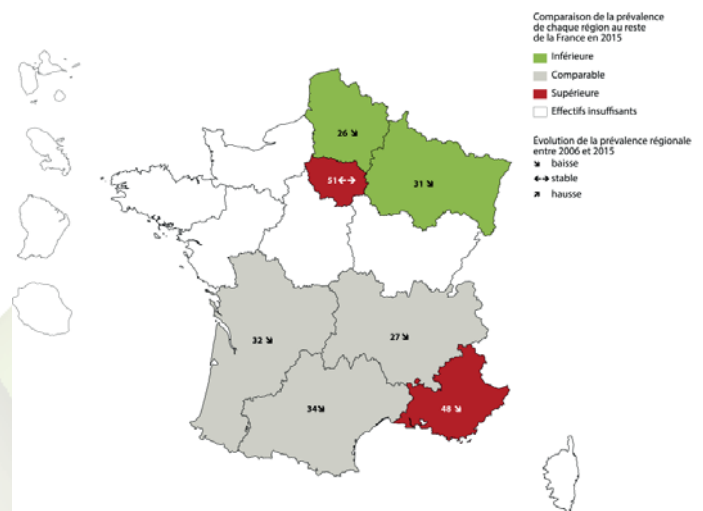 Comparaison de la prévalence
de chaque région au reste
de la France en 2015
Inférieure
Comparable
Supérieure
Effectifs insuffisants
Évolution de la prévalence régionale
entre 2006 et 2015
↘ baisse
↔ stable
↗ hausse
26 ↘
51 ↔
31 ↘
32 ↘
27 ↘
34 ↘
48 ↘